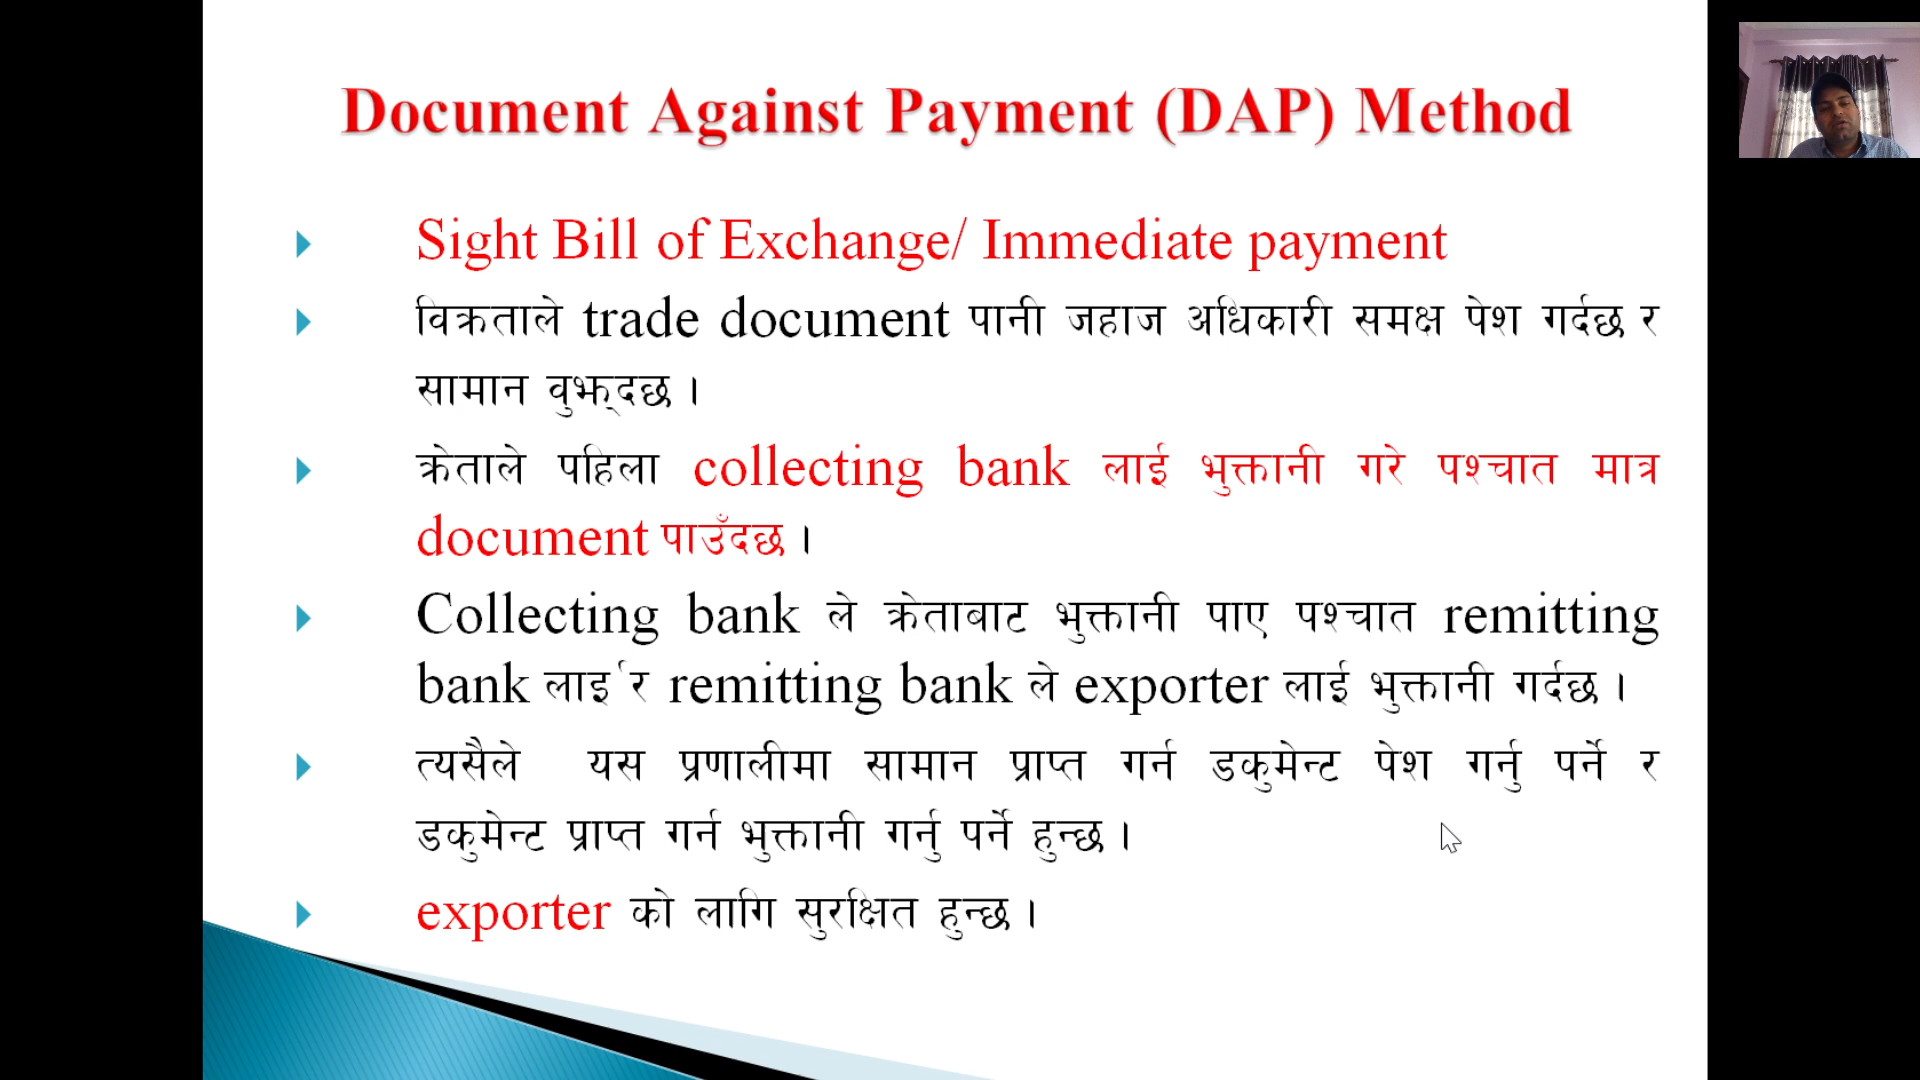 Document Against Payment (DAP) Method
Sight Bill of Exchange/ Immediate payment
विक्रताले trade document पानी जहाज अधिकारी समक्ष पेश गर्दछ र
सामान वुझ्दछ ।
क्रेताले पहिला collecting bank लाई भुक्तानी गरे पश्चात मात्र
document पाउँदछ ।
Collecting bank ले क्रेताबाट भुक्तानी पाए पश्चात remitting
bank लाइ र remitting bank ले exporter लाई भुक्तानी गर्दछ ।
त्यसैले यस प्रणालीमा सामान प्राप्त गर्न डकुमेन्ट पेश गर्नु पर्ने र
डकुमेन्ट प्राप्त गर्न भुक्तानी गर्नु पर्ने हुन्छ ।
exporter को लागि सुरक्षित हुन्छ ।